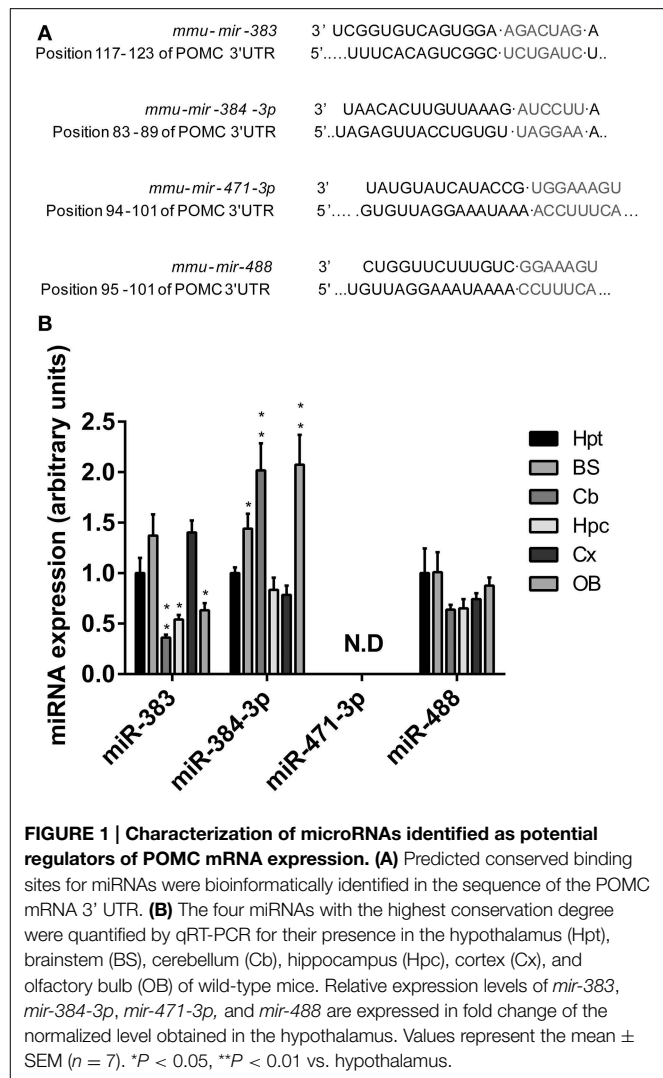 A
mmu-mir-383 3' UCGGUGUCAGUGGA·AGACUAG·A
Position 117-123 of POMC 3'UTR 5'.....UUUCACAGUCGGC·UCUGAUC·U..
mmu-mir-384-3p 3' UAACACUUGUUAAAG·AUCCUU·A
Position 83-89 of POMC 3'UTR 5'..UAGAGUUACCUGUGU·UAGGAA·A..
mmu-mir-471-3p 3' UAUGUAUCAUACCG·UGGAAAGU
Position 94-101 of POMC 3'UTR 5'.... .GUGUUAGGAAAUAAA·ACCUUUCA ...
mmu-mir-488 3' CUGGUUCUUUGUC·GGAAAGU
Position 95-101 of POMC 3'UTR 5' ...UGUUAGGAAAUAAAA·CCUUUCA ...
B
miRNA expression (arbitrary units)
2.5
2.0
1.5
1.0
0.5
0.0
* *
*
*
*
* *
* *
N.D
miR-383
miR-384-3p
miR-471-3p
miR-488
Hpt
BS
Cb
Hpc
Cx
OB
FIGURE 1 | Characterization of microRNAs identified as potential
regulators of POMC mRNA expression. (A) Predicted conserved binding
sites for miRNAs were bioinformatically identified in the sequence of the POMC
mRNA 3' UTR. (B) The four miRNAs with the highest conservation degree
were quantified by qRT-PCR for their presence in the hypothalamus (Hpt),
brainstem (BS), cerebellum (Cb), hippocampus (Hpc), cortex (Cx), and
olfactory bulb (OB) of wild-type mice. Relative expression levels of mir-383,
mir-384-3p, mir-471-3p, and mir-488 are expressed in fold change of the
normalized level obtained in the hypothalamus. Values represent the mean ±
SEM (n = 7). *P < 0.05, **P < 0.01 vs. hypothalamus.